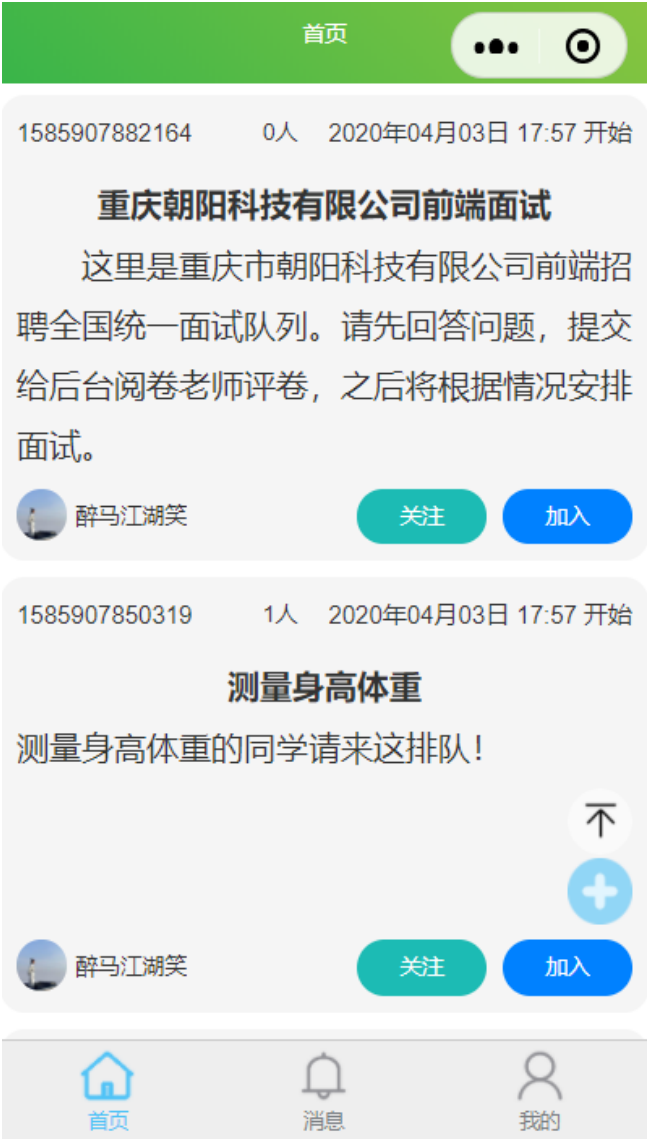 首页
1585907882164 0人 2020年04月03日 17:57 开始
重庆朝阳科技有限公司前端面试
这里是重庆市朝阳科技有限公司前端招
聘全国统一面试队列。请先回答问题，提交
给后台阅卷老师评卷，之后将根据情况安排
面试。
醉马江湖笑 关注 加入
1585907850319 1人 2020年04月03日 17:57 开始
测量身高体重
测量身高体重的同学请来这排队！
醉马江湖笑 关注 加入
首页 消息 我的